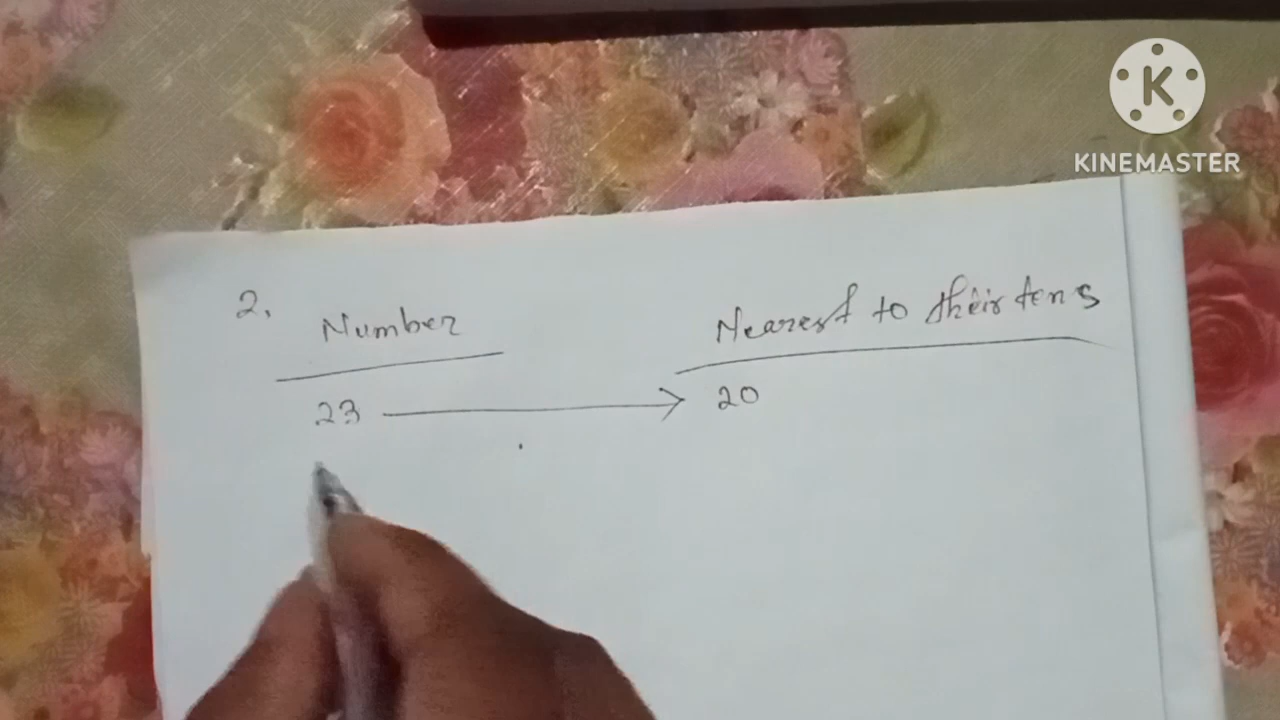 K
KINEMASTER
2. Number Nearest to their tens
23 → 20